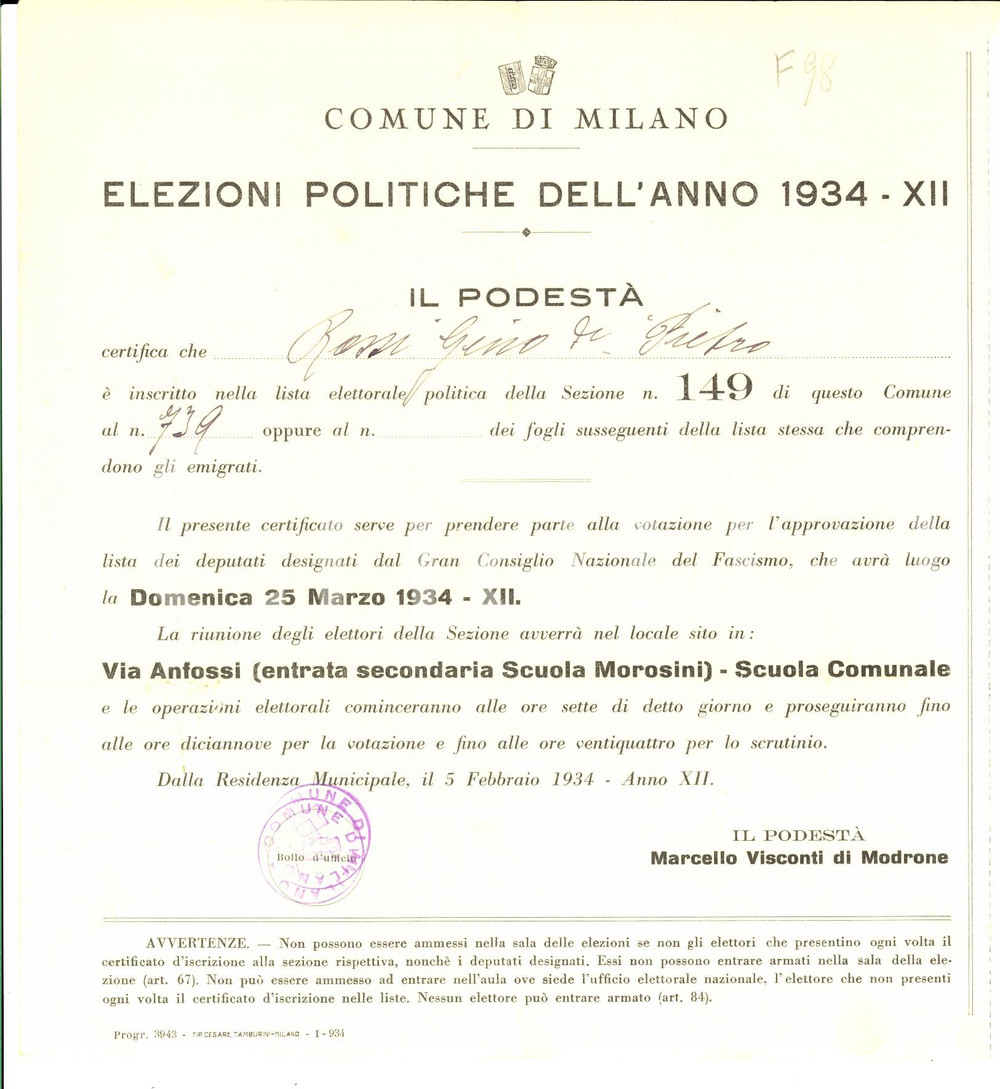 F 98
COMUNE DI MILANO
ELEZIONI POLITICHE DELL'ANNO 1934 - XII
IL PODESTÀ
certifica che Rossi Gino di Pietro
è inscritto nella lista elettorale politica della Sezione n. 149 di questo Comune
al n. 739 oppure al n. dei fogli susseguenti della lista stessa che compren-
dono gli emigrati.
Il presente certificato serve per prendere parte alla votazione per l'approvazione della
lista dei deputati designati dal Gran Consiglio Nazionale del Fascismo, che avrà luogo
la Domenica 25 Marzo 1934 - XII.
La riunione degli elettori della Sezione avverrà nel locale sito in:
Via Anfossi (entrata secondaria Scuola Morosini) - Scuola Comunale
e le operazioni elettorali cominceranno alle ore sette di detto giorno e proseguiranno fino
alle ore diciannove per la votazione e fino alle ore ventiquattro per lo scrutinio.
Dalla Residenza Municipale, il 5 Febbraio 1934 - Anno XII.
COMUNE DI MILANO
Bollo d'ufficio
IL PODESTÀ
Marcello Visconti di Modrone
AVVERTENZE. — Non possono essere ammessi nella sala delle elezioni se non gli elettori che presentino ogni volta il
certificato d'iscrizione alla sezione rispettiva, nonchè i deputati designati. Essi non possono entrare armati nella sala della ele-
zione (art. 67). Non può essere ammesso ad entrare nell'aula ove siede l'ufficio elettorale nazionale, l'elettore che non presenti
ogni volta il certificato d'iscrizione nelle liste. Nessun elettore può entrare armato (art. 84).
Progr. 3943 - TIP. CESARE TAMBURINI - MILANO - I - 934